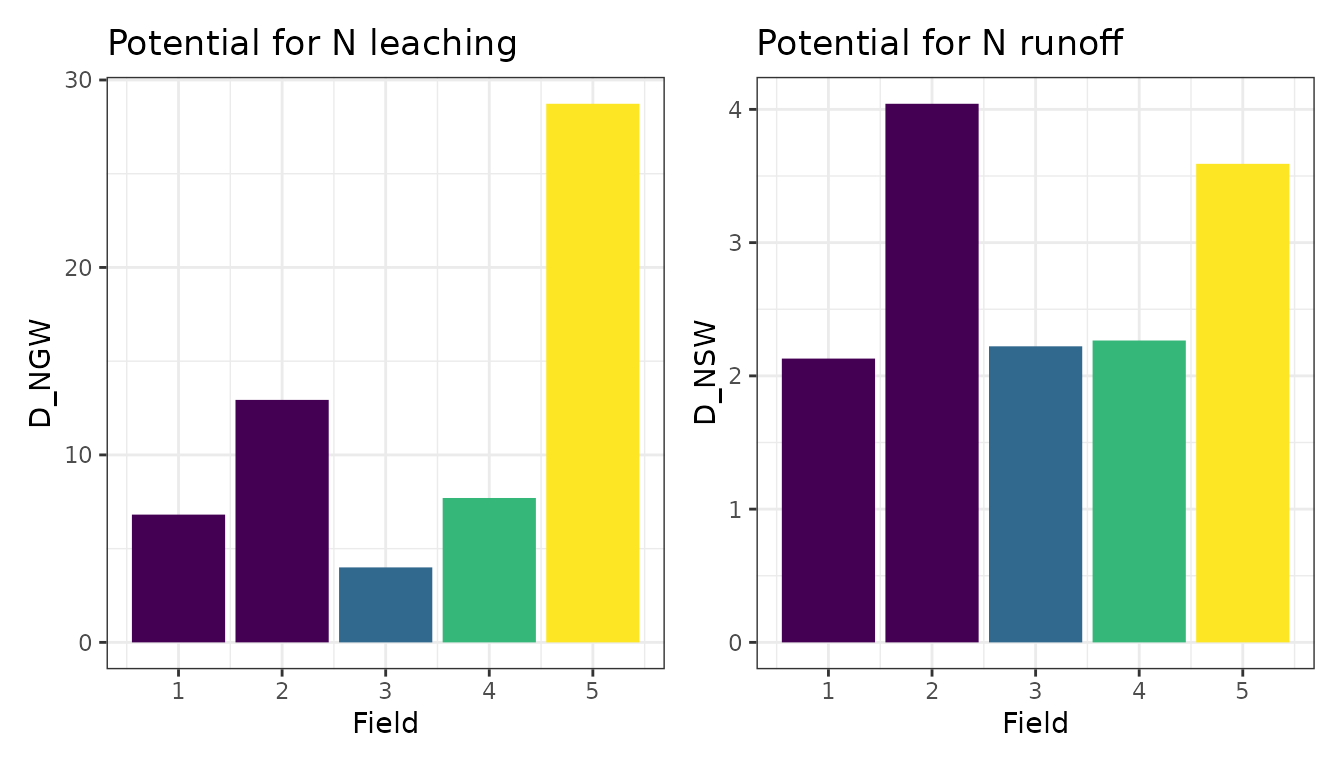 Potential for N leaching
30
20
10
0
D_NGW
1 2 3 4 5
Field
Potential for N runoff
4
3
2
1
0
D_NSW
1 2 3 4 5
Field